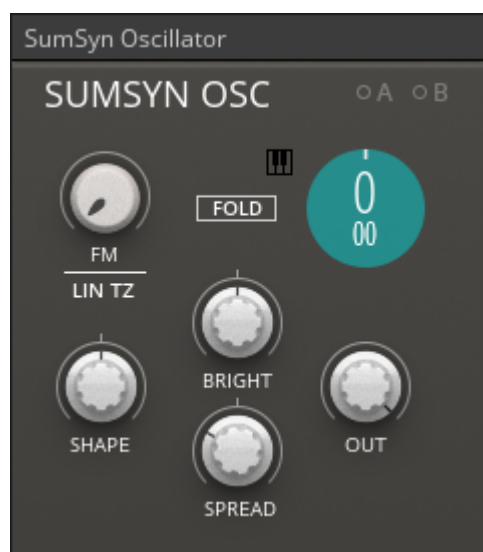 SumSyn Oscillator
SUMSYN OSC
A B
FOLD
0
00
FM
LIN TZ
BRIGHT
SHAPE
OUT
SPREAD